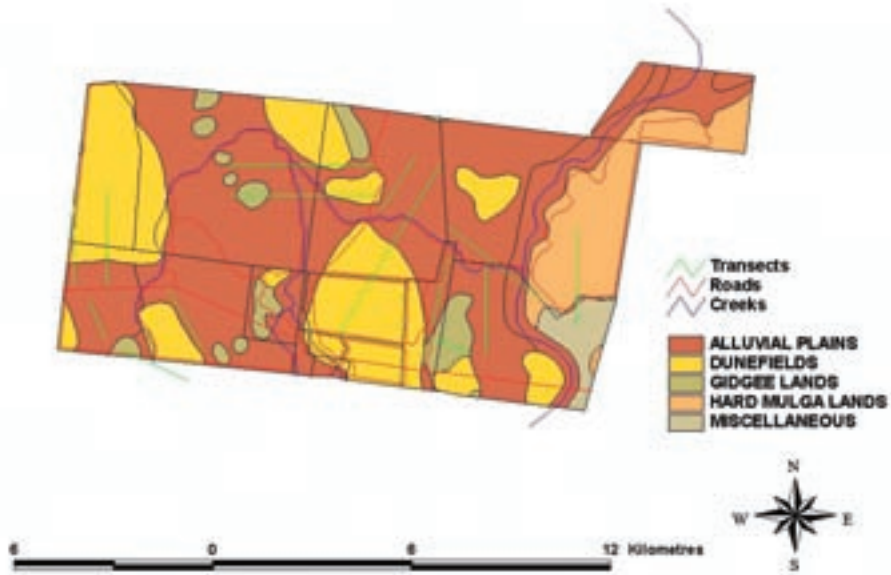 Transects
Roads
Creeks
ALLUVIAL PLAINS
DUNEFIELDS
GIDGEE LANDS
HARD MULGA LANDS
MISCELLANEOUS
N
W E
S
6 0 6 12 Kilometres